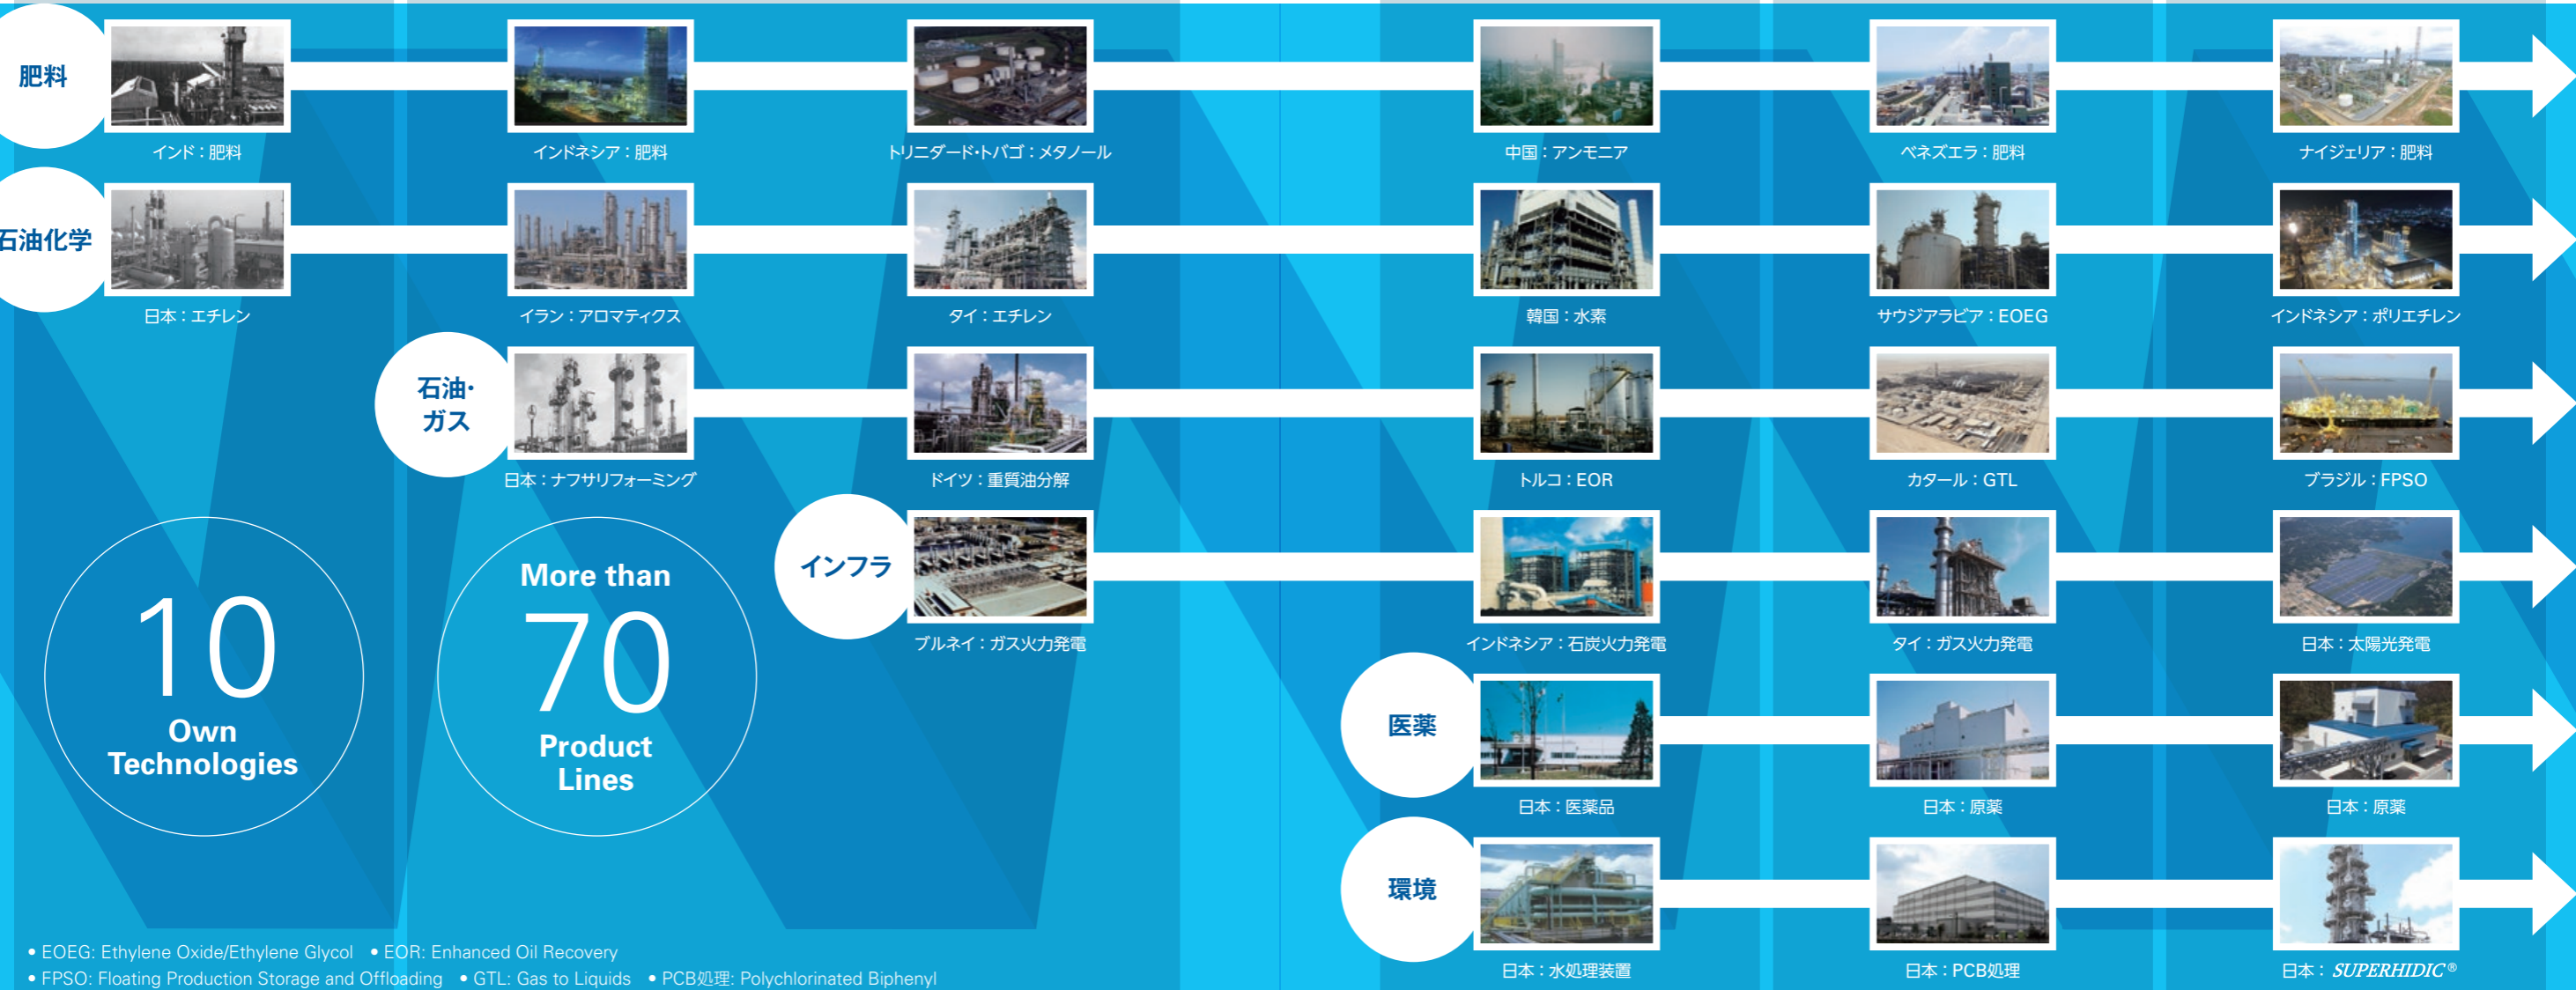 肥料
インド：肥料
インドネシア：肥料
トリニダード・トバゴ：メタノール
中国：アンモニア
ベネズエラ：肥料
ナイジェリア：肥料
石油化学
日本：エチレン
イラン：アロマティクス
タイ：エチレン
韓国：水素
サウジアラビア：EOEG
インドネシア：ポリエチレン
石油・
ガス
日本：ナフサリフォーミング
ドイツ：重質油分解
トルコ：EOR
カタール：GTL
ブラジル：FPSO
インフラ
ブルネイ：ガス火力発電
インドネシア：石炭火力発電
タイ：ガス火力発電
日本：太陽光発電
10
Own
Technologies
More than
70
Product
Lines
医薬
日本：医薬品
日本：原薬
日本：原薬
環境
日本：水処理装置
日本：PCB処理
日本：SUPERHIDIC®
• EOEG: Ethylene Oxide/Ethylene Glycol • EOR: Enhanced Oil Recovery
• FPSO: Floating Production Storage and Offloading • GTL: Gas to Liquids • PCB処理: Polychlorinated Biphenyl